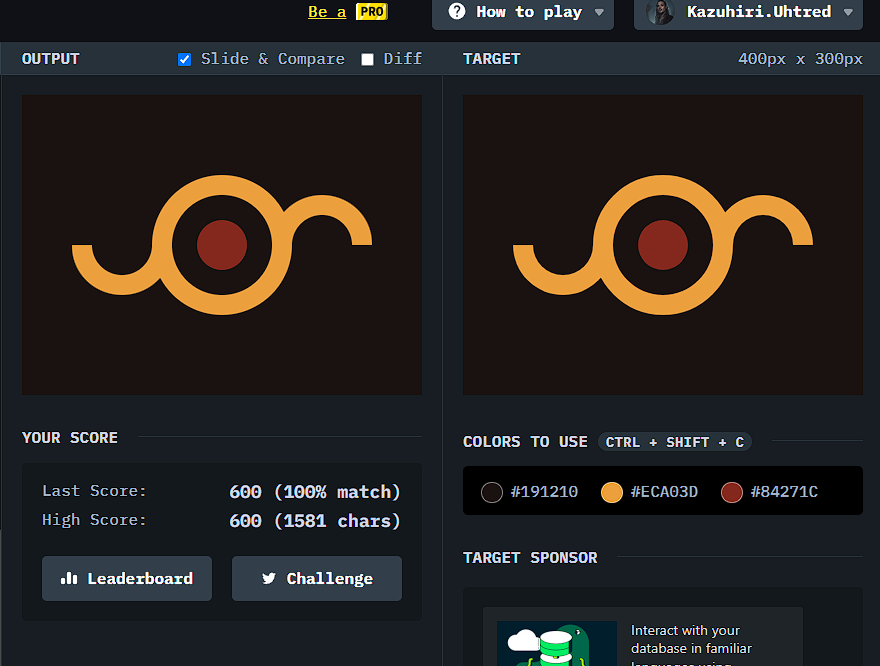 Be a PRO
How to play
Kazuhiri.Uhtred
OUTPUT
Slide & Compare
Diff
TARGET
400px x 300px
YOUR SCORE
Last Score: 600 (100% match)
High Score: 600 (1581 chars)
Leaderboard
Challenge
COLORS TO USE CTRL + SHIFT + C
#191210 #ECA03D #84271C
TARGET SPONSOR
Interact with your
database in familiar
languages using